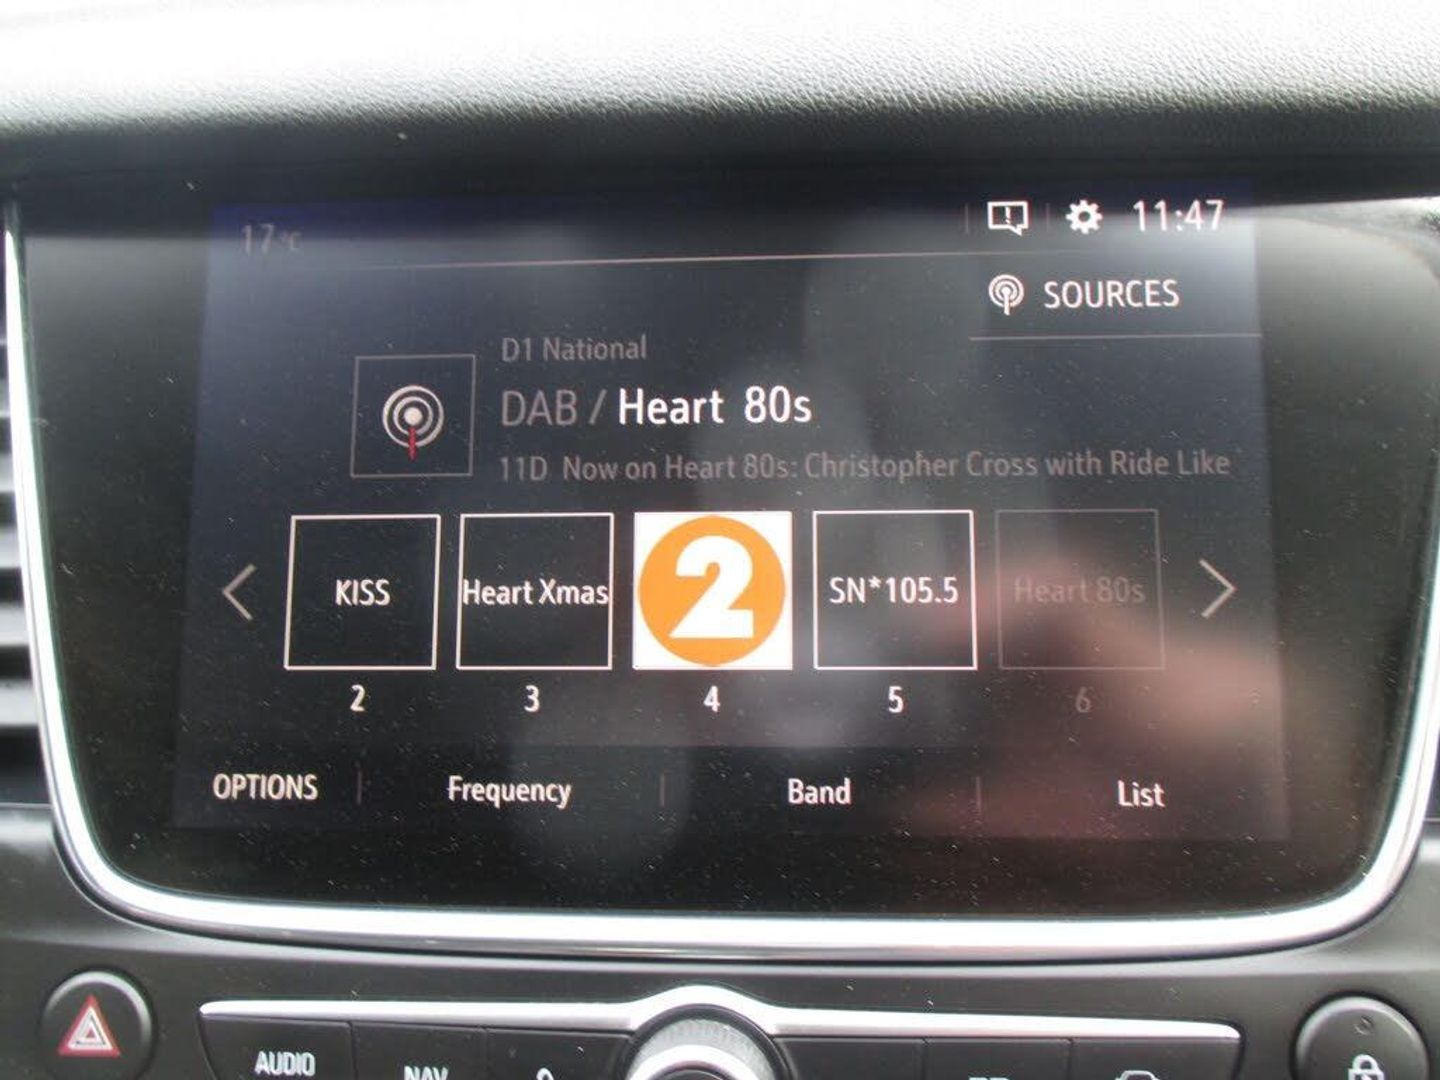 17°C
11:47
SOURCES
D1 National
DAB / Heart 80s
11D Now on Heart 80s: Christopher Cross with Ride Like
KISS
Heart Xmas
2
SN*105.5
Heart 80s
2 3 4 5 6
OPTIONS Frequency Band List
AUDIO NAV